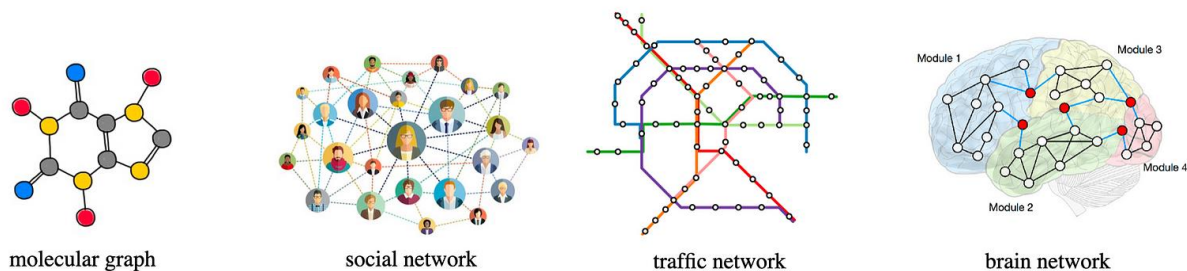 Module 1
Module 3
Module 4
Module 2
molecular graph
social network
traffic network
brain network